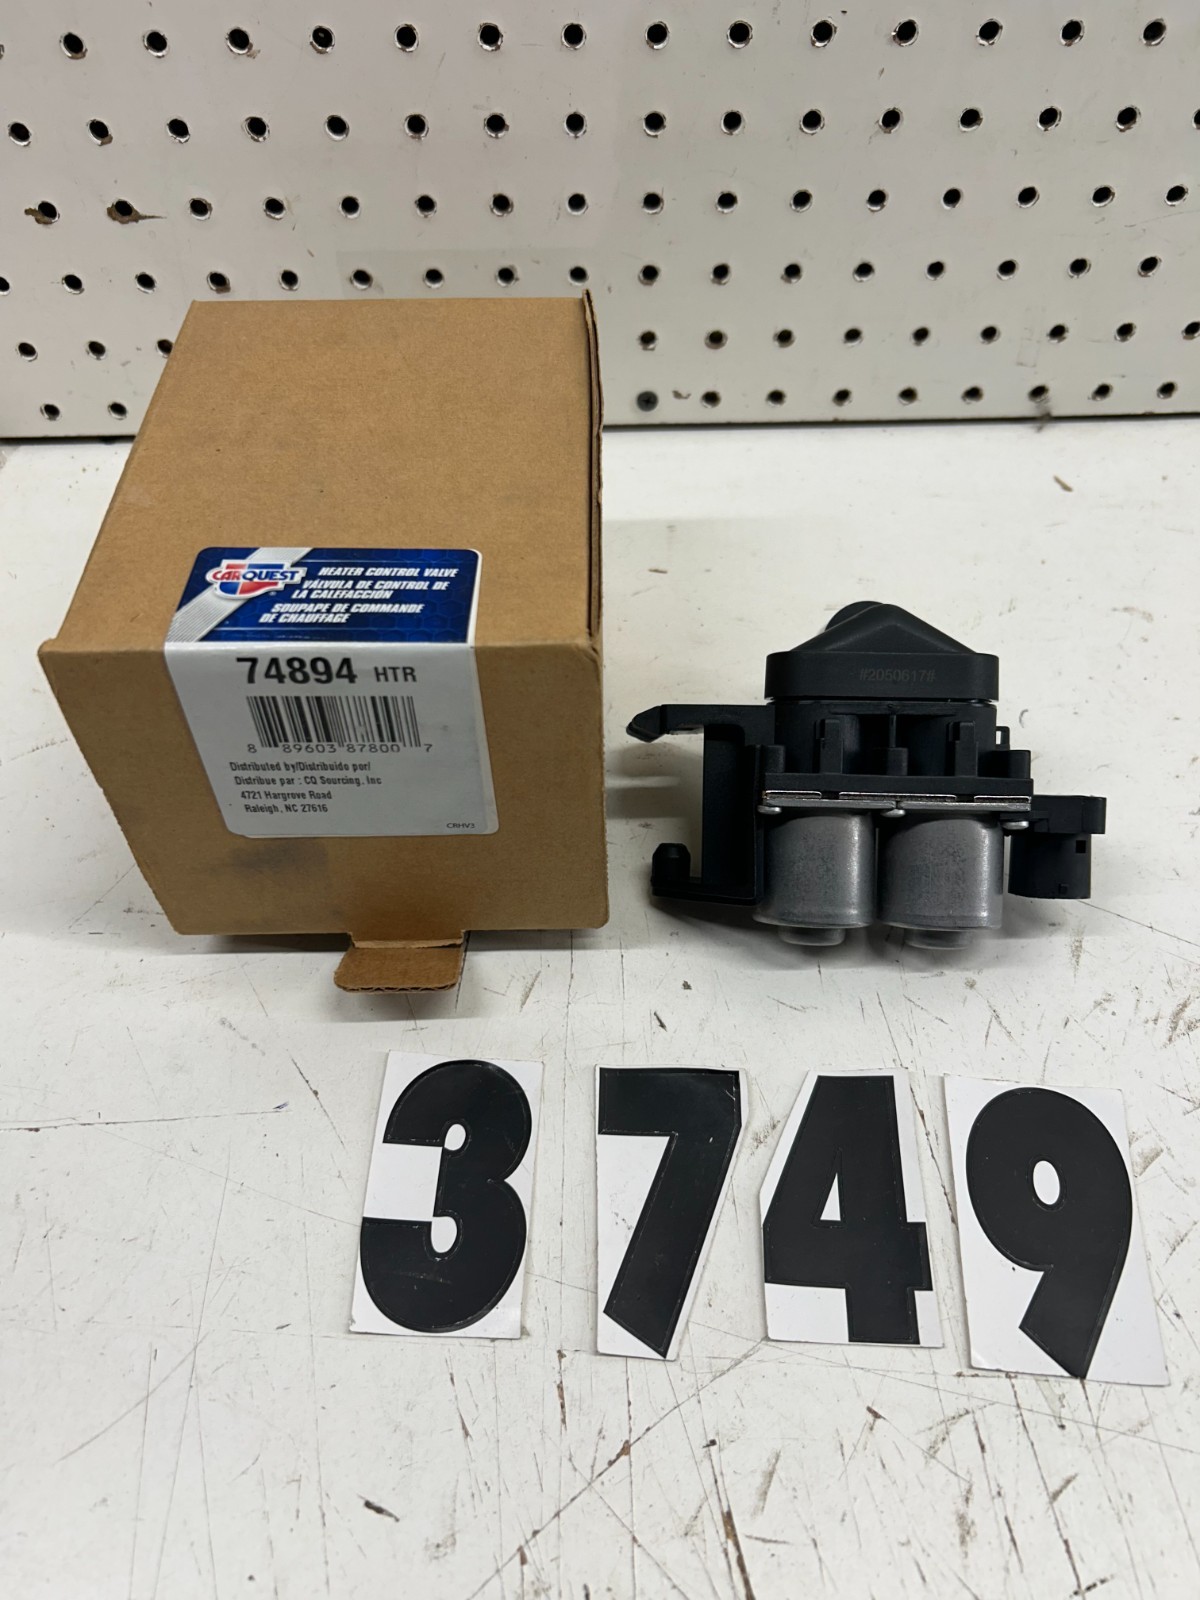 CARQUEST
HEATER CONTROL VALVE
VÁLVULA DE CONTROL DE
LA CALEFACCIÓN
SOUPAPE DE COMMANDE
DE CHAUFFAGE
74894 HTR
8 89603 87800 7
Distributed by/Distribuido por/
Distribue par : CQ Sourcing, Inc
4721 Hargrove Road
Raleigh, NC 27616
CRHV3
#2050617#
3749